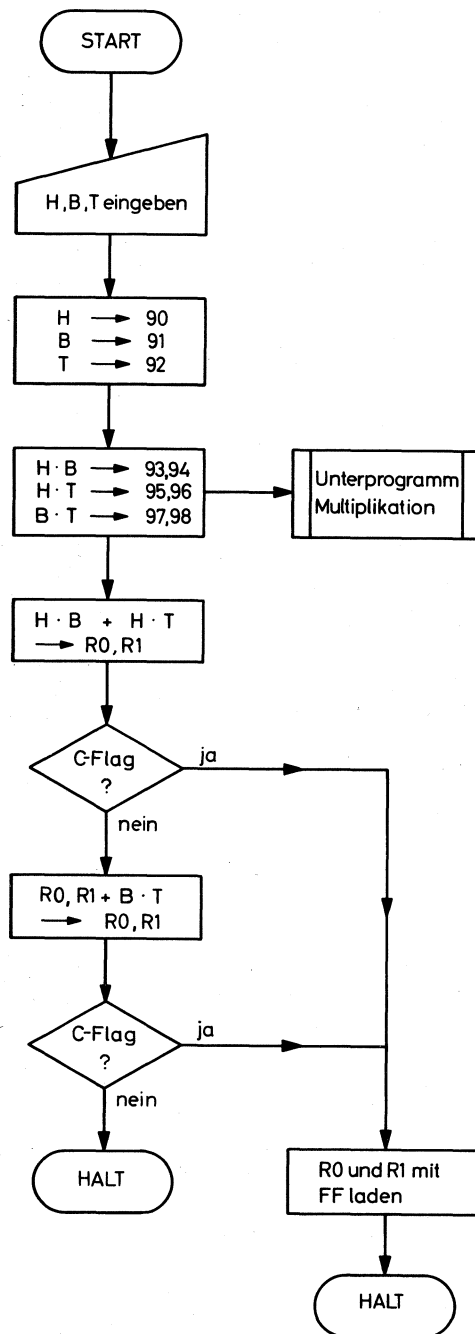 START
H, B, T eingeben
H → 90
B → 91
T → 92
H · B → 93,94
H · T → 95,96
B · T → 97,98
Unterprogramm
Multiplikation
H · B + H · T
→ R0, R1
C-Flag
?
ja
nein
R0, R1 + B · T
→ R0, R1
C-Flag
?
ja
nein
HALT
R0 und R1 mit
FF laden
HALT